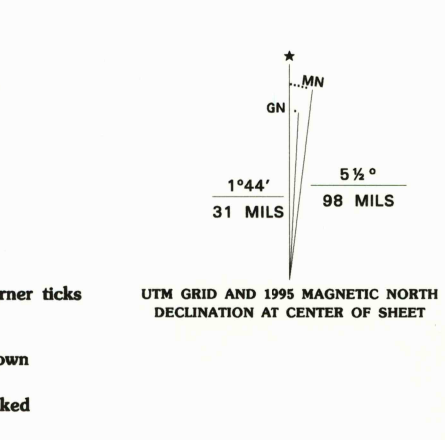 ★
MN
GN
5½°
98 MILS
1°44′
31 MILS
rner ticks
UTM GRID AND 1995 MAGNETIC NORTH
DECLINATION AT CENTER OF SHEET
own
ked